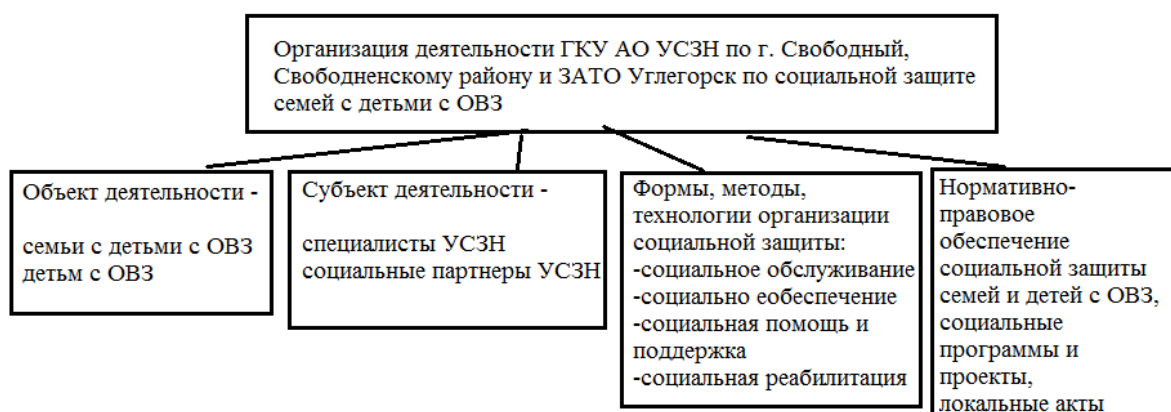 Организация деятельности ГКУ АО УСЗН по г. Свободный,
Свободненскому району и ЗАТО Углегорск по социальной защите
семей с детьми с ОВЗ
Объект деятельности -
семьи с детьми с ОВЗ
детьм с ОВЗ
Субъект деятельности -
специалисты УСЗН
социальные партнеры УСЗН
Формы, методы,
технологии организации
социальной защиты:
-социальное обслуживание
-социально еобеспечение
-социальная помощь и
поддержка
-социальная реабилитация
Нормативно-
правовое
обеспечение
социальной защиты
семей и детей с ОВЗ,
социальные
программы и
проекты,
локальные акты